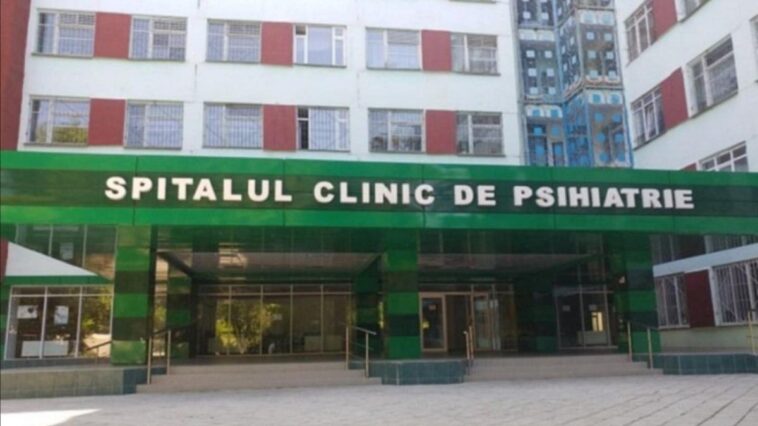 SPITALUL CLINIC DE PSIHIATRIE